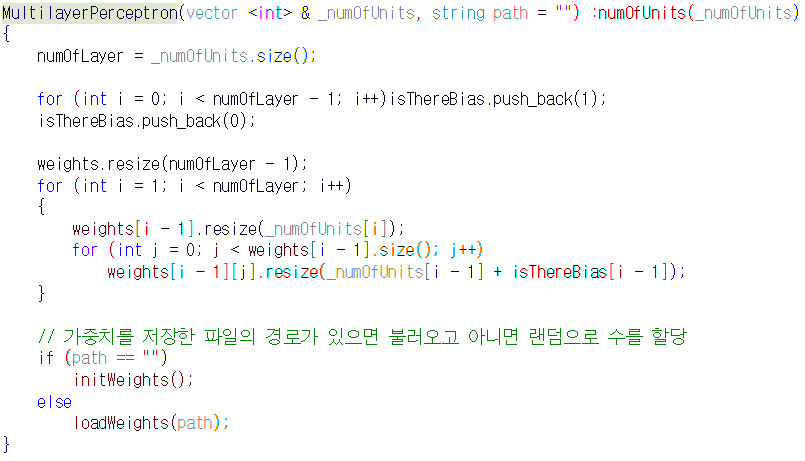 MultilayerPerceptron(vector <int> & _numOfUnits, string path = "") :numOfUnits(_numOfUnits)
{
    numOfLayer = _numOfUnits.size();

    for (int i = 0; i < numOfLayer - 1; i++)isThereBias.push_back(1);
    isThereBias.push_back(0);

    weights.resize(numOfLayer - 1);
    for (int i = 1; i < numOfLayer; i++)
    {
        weights[i - 1].resize(_numOfUnits[i]);
        for (int j = 0; j < weights[i - 1].size(); j++)
            weights[i - 1][j].resize(_numOfUnits[i - 1] + isThereBias[i - 1]);
    }

    // 가중치를 저장한 파일의 경로가 있으면 불러오고 아니면 랜덤으로 수를 할당
    if (path == "")
        initWeights();
    else
        loadWeights(path);
}